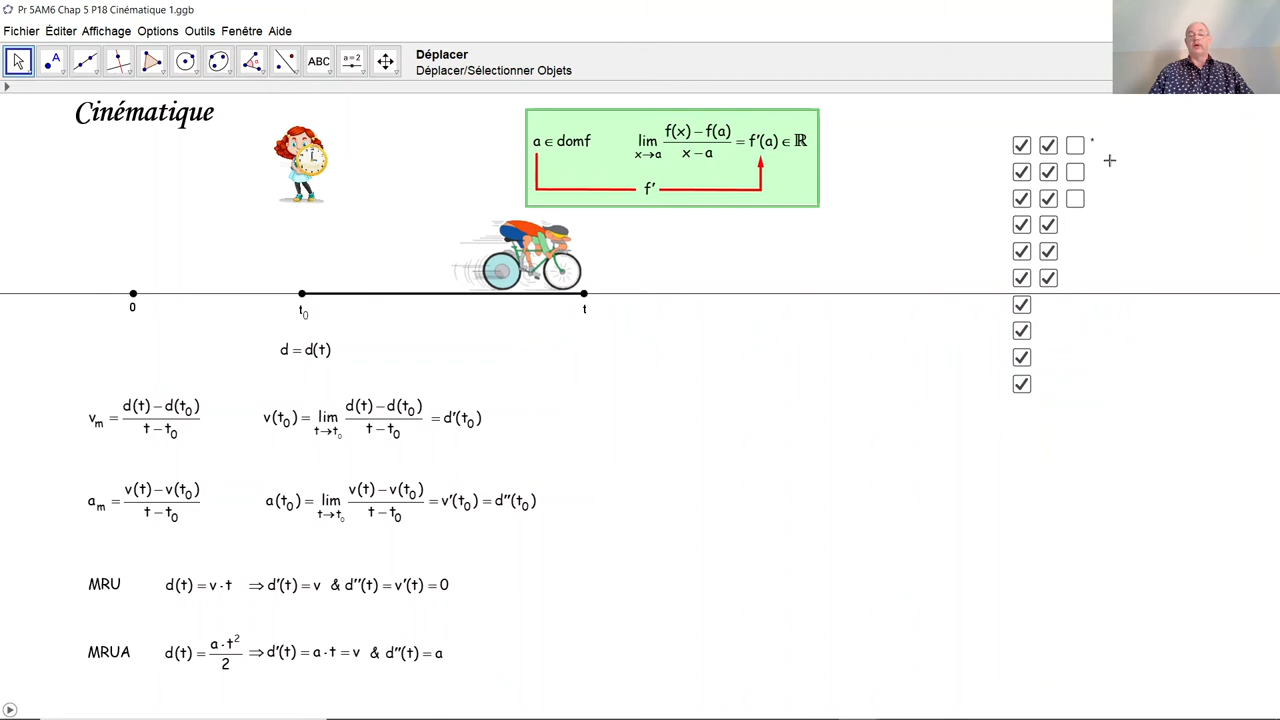 Pr 5AM6 Chap 5 P18 Cinématique 1.ggb
Fichier Éditer Affichage Options Outils Fenêtre Aide
A ABC a=2 Déplacer
Déplacer/Sélectionner Objets
Cinématique
a ∈ domf lim x→a (f(x) − f(a))/(x − a) = f'(a) ∈ ℝ
f'
0 t₀ t
d = d(t)
vₘ = (d(t) − d(t₀))/(t − t₀) v(t₀) = lim t→t₀ (d(t) − d(t₀))/(t − t₀) = d'(t₀)
aₘ = (v(t) − v(t₀))/(t − t₀) a(t₀) = lim t→t₀ (v(t) − v(t₀))/(t − t₀) = v'(t₀) = d''(t₀)
MRU d(t) = v · t ⇒ d'(t) = v & d''(t) = v'(t) = 0
MRUA d(t) = (a · t²)/2 ⇒ d'(t) = a · t = v & d''(t) = a